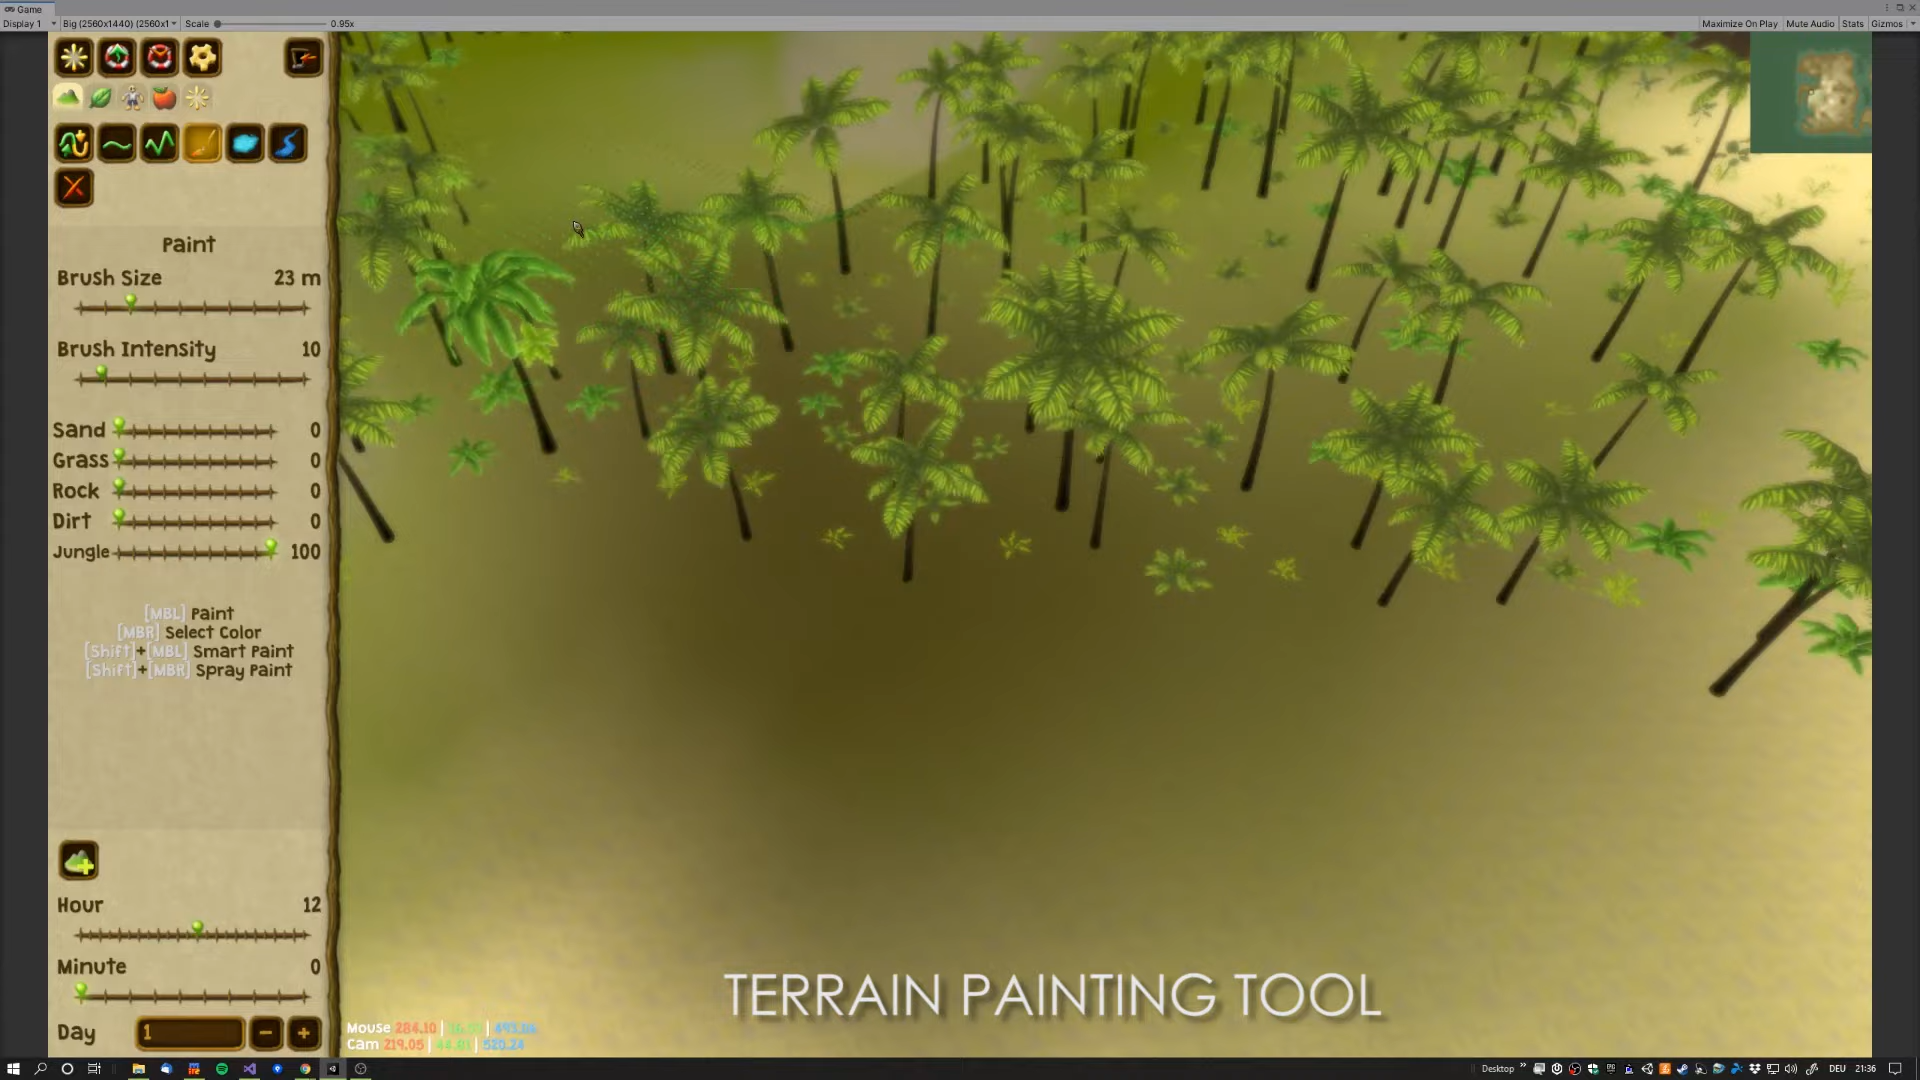 Game
Display 1
Big (2560x1440) (2560x1
Scale
0.95x
Maximize On Play
Mute Audio
Stats
Gizmos
Paint
Brush Size 23 m
Brush Intensity 10
Sand 0
Grass 0
Rock 0
Dirt 0
Jungle 100
[MBL] Paint
[MBR] Select Color
[Shift]+[MBL] Smart Paint
[Shift]+[MBR] Spray Paint
Hour 12
Minute 0
Day 1 - +
Mouse 284.10 |
Cam 219.05 | 44.81 | 520.24
TERRAIN PAINTING TOOL
Desktop
DEU
21:36